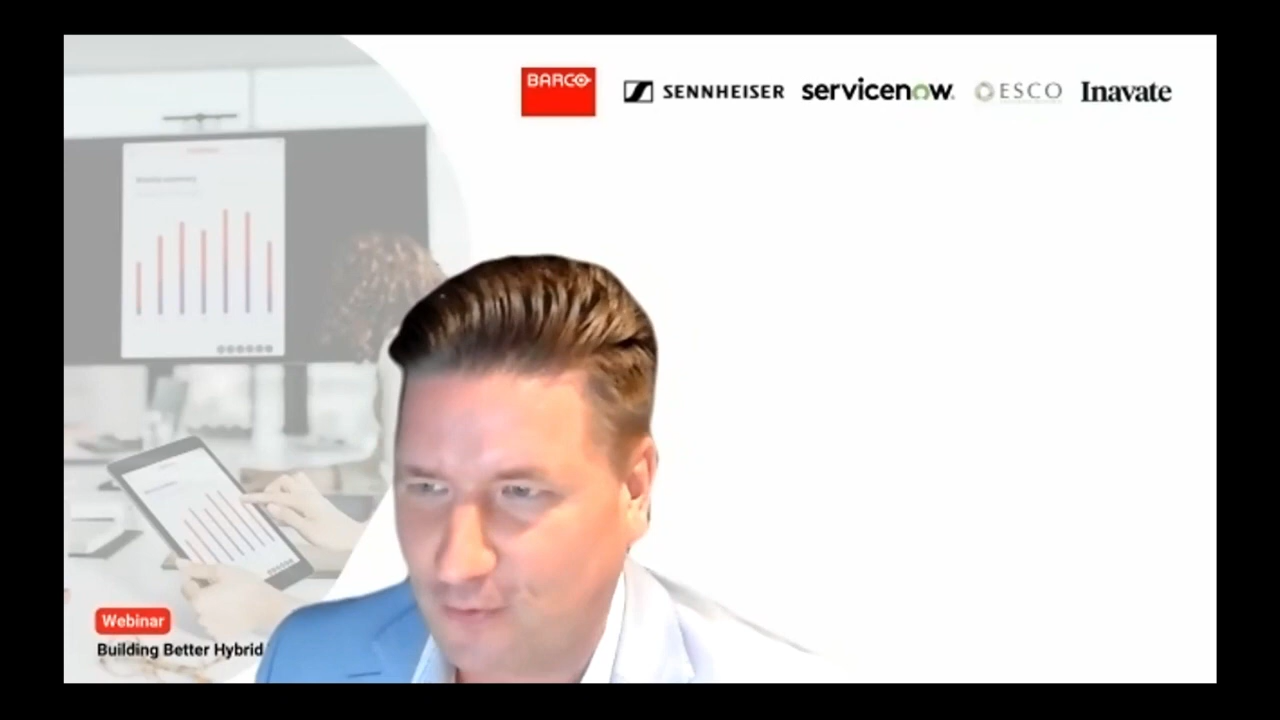 BARCO SENNHEISER servicenow. ESCO Inavate
Webinar
Building Better Hybrid